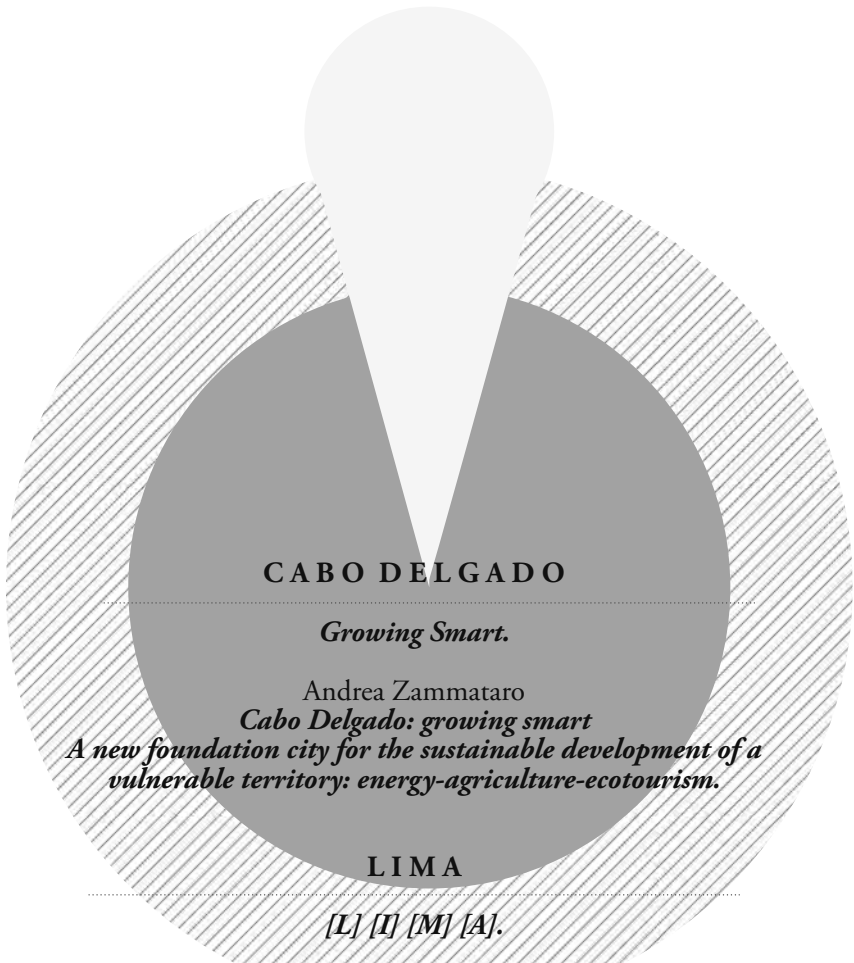 CABO DELGADO
Growing Smart.
Andrea Zammataro
Cabo Delgado: growing smart
A new foundation city for the sustainable development of a
vulnerable territory: energy-agriculture-ecotourism.
LIMA
[L] [I] [M] [A].